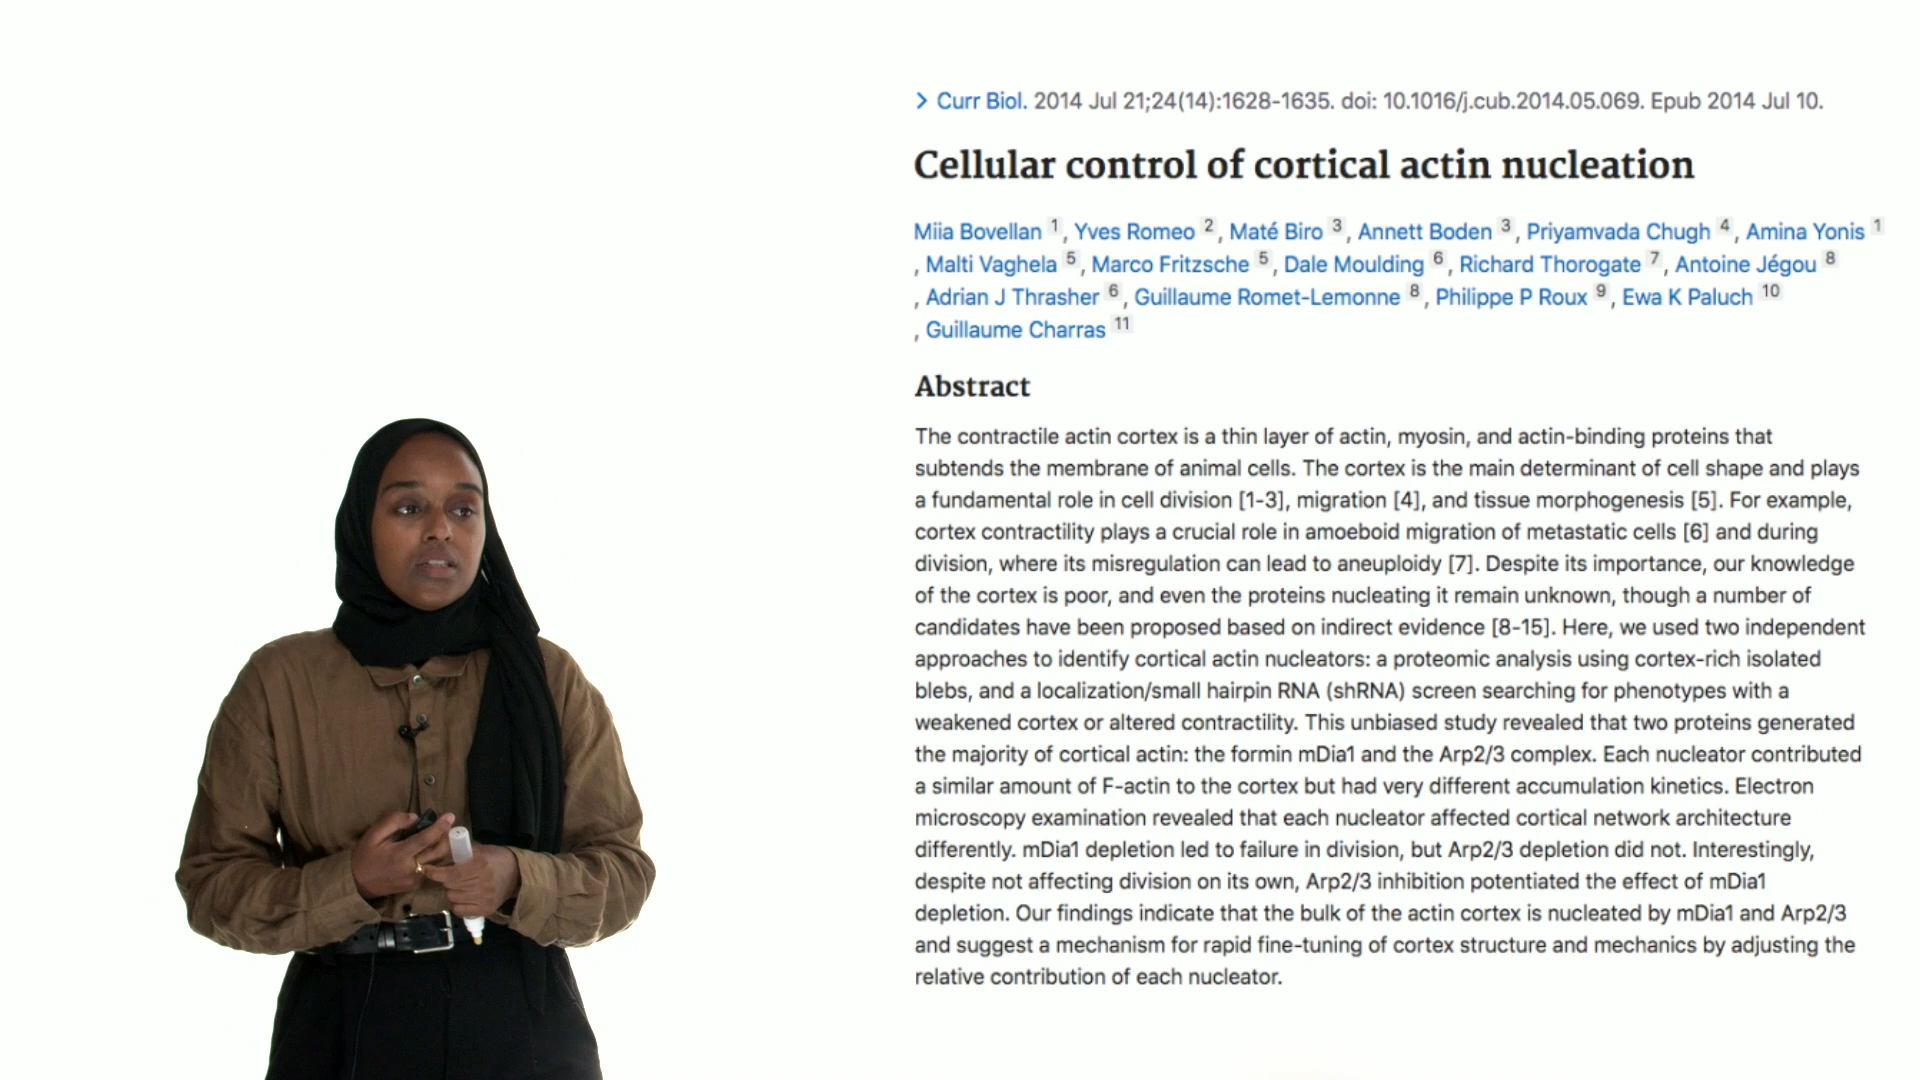 > Curr Biol. 2014 Jul 21;24(14):1628-1635. doi: 10.1016/j.cub.2014.05.069. Epub 2014 Jul 10.
Cellular control of cortical actin nucleation
Miia Bovellan 1, Yves Romeo 2, Maté Biro 3, Annett Boden 3, Priyamvada Chugh 4, Amina Yonis 1
, Malti Vaghela 5, Marco Fritzsche 5, Dale Moulding 6, Richard Thorogate 7, Antoine Jégou 8
, Adrian J Thrasher 6, Guillaume Romet-Lemonne 8, Philippe P Roux 9, Ewa K Paluch 10
, Guillaume Charras 11
Abstract
The contractile actin cortex is a thin layer of actin, myosin, and actin-binding proteins that
subtends the membrane of animal cells. The cortex is the main determinant of cell shape and plays
a fundamental role in cell division [1-3], migration [4], and tissue morphogenesis [5]. For example,
cortex contractility plays a crucial role in amoeboid migration of metastatic cells [6] and during
division, where its misregulation can lead to aneuploidy [7]. Despite its importance, our knowledge
of the cortex is poor, and even the proteins nucleating it remain unknown, though a number of
candidates have been proposed based on indirect evidence [8-15]. Here, we used two independent
approaches to identify cortical actin nucleators: a proteomic analysis using cortex-rich isolated
blebs, and a localization/small hairpin RNA (shRNA) screen searching for phenotypes with a
weakened cortex or altered contractility. This unbiased study revealed that two proteins generated
the majority of cortical actin: the formin mDia1 and the Arp2/3 complex. Each nucleator contributed
a similar amount of F-actin to the cortex but had very different accumulation kinetics. Electron
microscopy examination revealed that each nucleator affected cortical network architecture
differently. mDia1 depletion led to failure in division, but Arp2/3 depletion did not. Interestingly,
despite not affecting division on its own, Arp2/3 inhibition potentiated the effect of mDia1
depletion. Our findings indicate that the bulk of the actin cortex is nucleated by mDia1 and Arp2/3
and suggest a mechanism for rapid fine-tuning of cortex structure and mechanics by adjusting the
relative contribution of each nucleator.